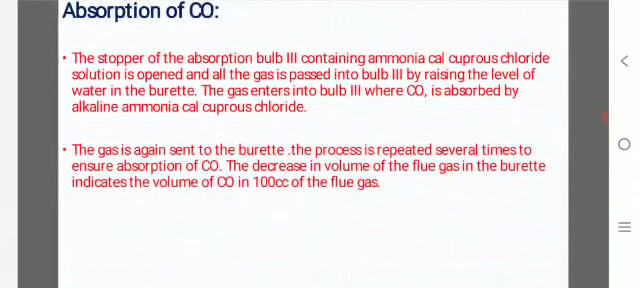 Absorption of CO:
• The stopper of the absorption bulb III containing ammonia cal cuprous chloride
solution is opened and all the gas is passed into bulb III by raising the level of
water in the burette. The gas enters into bulb III where CO, is absorbed by
alkaline ammonia cal cuprous chloride.
• The gas is again sent to the burette .the process is repeated several times to
ensure absorption of CO. The decrease in volume of the flue gas in the burette
indicates the volume of CO in 100cc of the flue gas.